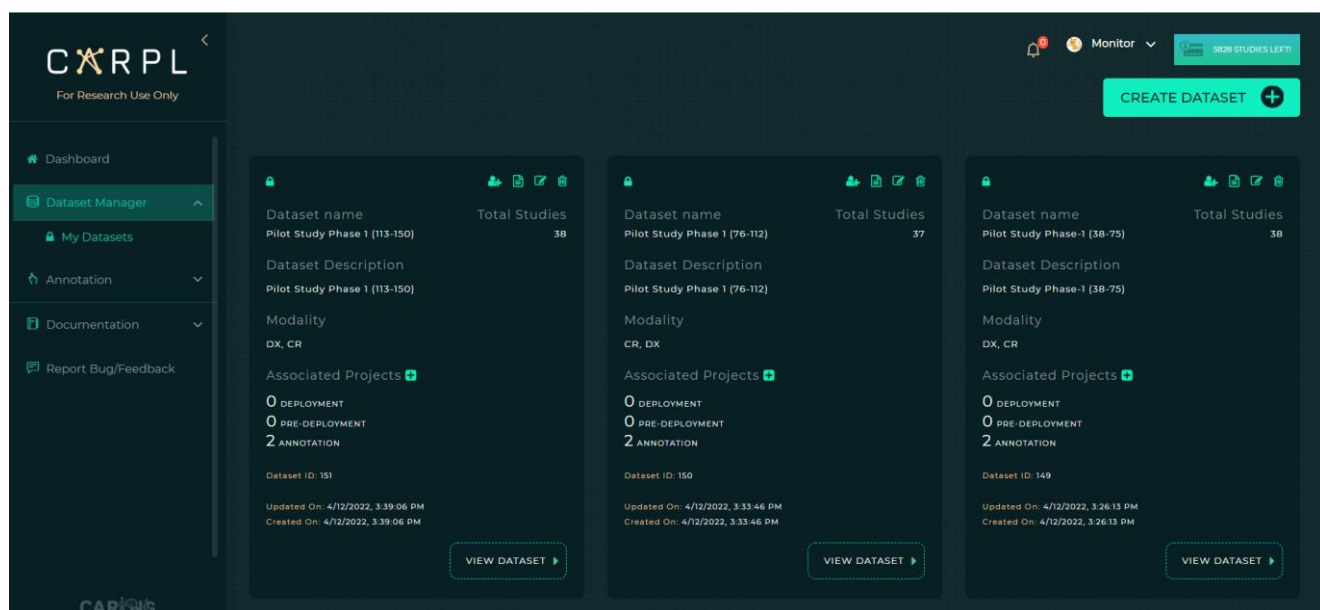 CARPL
For Research Use Only
Dashboard
Dataset Manager
My Datasets
Annotation
Documentation
Report Bug/Feedback
0
Monitor
5828 STUDIES LEFT!
CREATE DATASET
Dataset name Total Studies
Pilot Study Phase 1 (113-150) 38
Dataset Description
Pilot Study Phase 1 (113-150)
Modality
DX, CR
Associated Projects
0 DEPLOYMENT
0 PRE-DEPLOYMENT
2 ANNOTATION
Dataset ID: 151
Updated On: 4/12/2022, 3:39:06 PM
Created On: 4/12/2022, 3:39:06 PM
VIEW DATASET
Dataset name Total Studies
Pilot Study Phase 1 (76-112) 37
Dataset Description
Pilot Study Phase 1 (76-112)
Modality
CR, DX
Associated Projects
0 DEPLOYMENT
0 PRE-DEPLOYMENT
2 ANNOTATION
Dataset ID: 150
Updated On: 4/12/2022, 3:33:46 PM
Created On: 4/12/2022, 3:33:46 PM
VIEW DATASET
Dataset name Total Studies
Pilot Study Phase-1 (38-75) 38
Dataset Description
Pilot Study Phase-1 (38-75)
Modality
DX, CR
Associated Projects
0 DEPLOYMENT
0 PRE-DEPLOYMENT
2 ANNOTATION
Dataset ID: 149
Updated On: 4/12/2022, 3:26:13 PM
Created On: 4/12/2022, 3:26:13 PM
VIEW DATASET